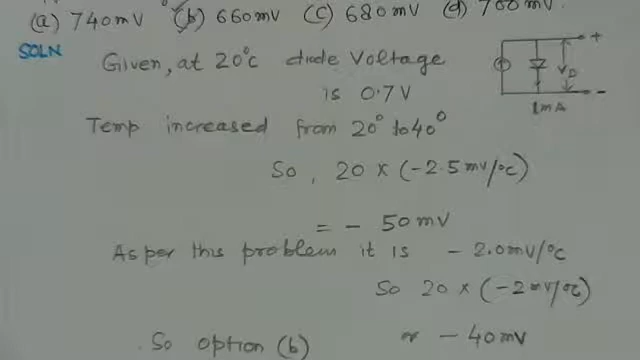 (a) 740mV (b) 660mV (c) 680mV (d) 700mV.
SOLN
Given, at 20°c diode Voltage
is 0.7V
+
VD
-
1mA
Temp increased from 20° to 40°
So, 20 × (-2.5mV/°c)
= - 50mV
As per this problem it is - 2.0mV/°c
So 20 × (-2mV/°c)
So option (b) or - 40mV